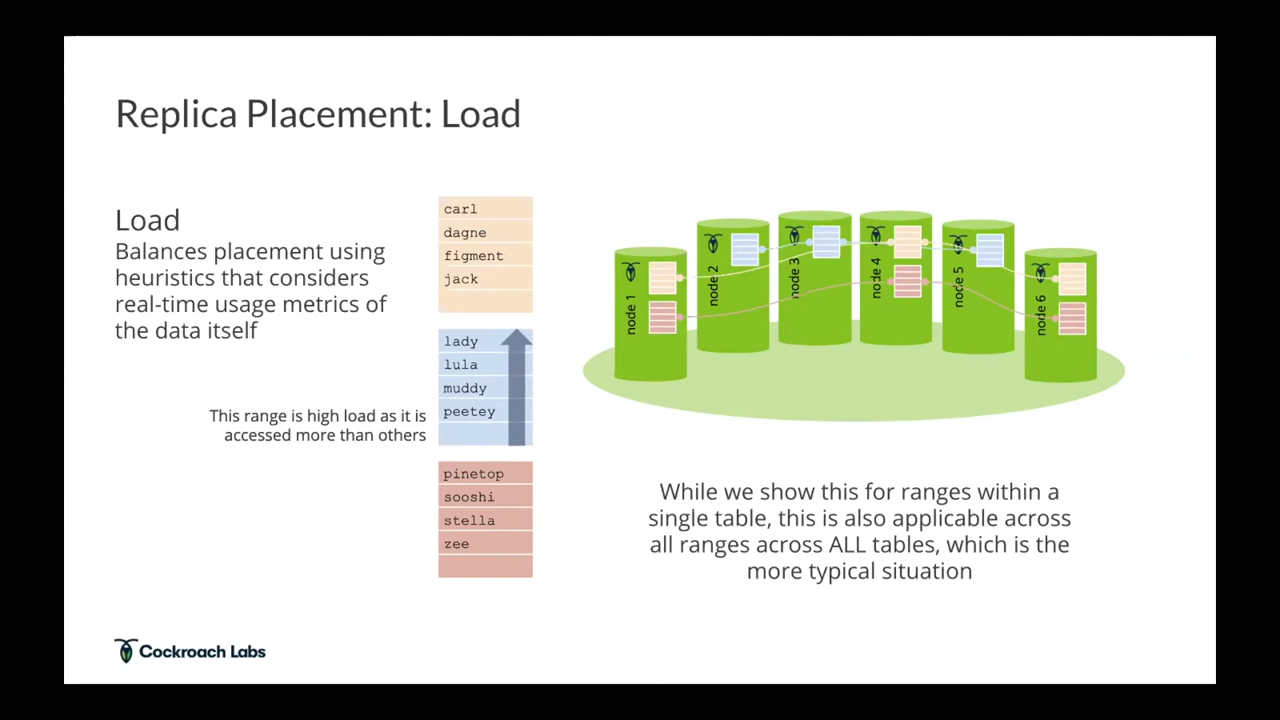 Replica Placement: Load
Load
Balances placement using
heuristics that considers
real-time usage metrics of
the data itself
This range is high load as it is
accessed more than others
carl
dagne
figment
jack
lady
lula
muddy
peetey
pinetop
sooshi
stella
zee
node 1
node 2
node 3
node 4
node 5
node 6
While we show this for ranges within a
single table, this is also applicable across
all ranges across ALL tables, which is the
more typical situation
Cockroach Labs